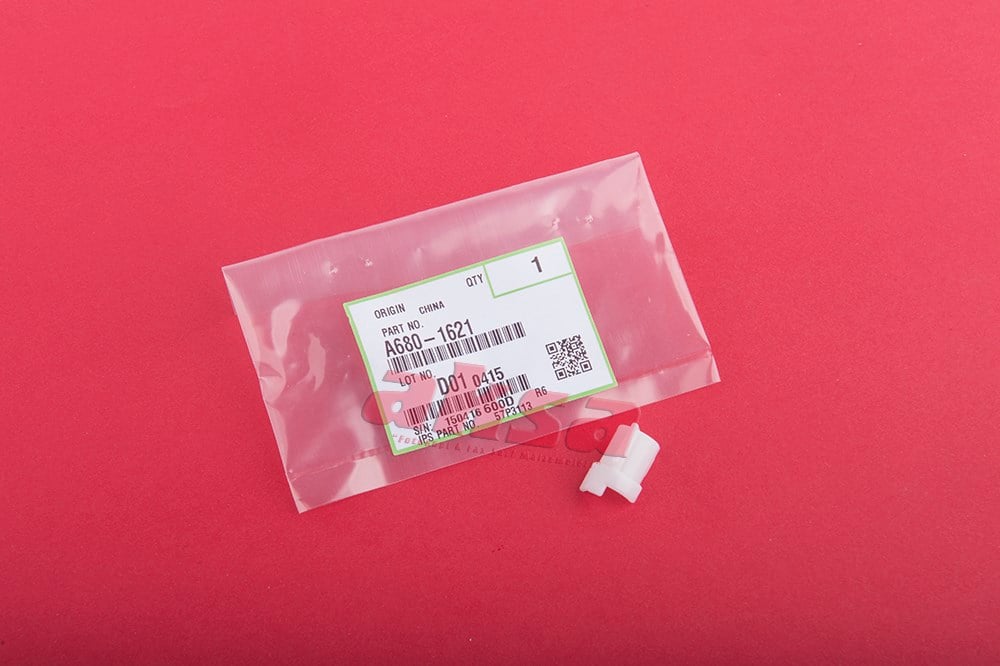 QTY 1
ORIGIN CHINA
PART NO.
A680-1621
LOT NO.
D01 0415
R6
S/N: 150416 600D
IPS PART NO. 57P3113